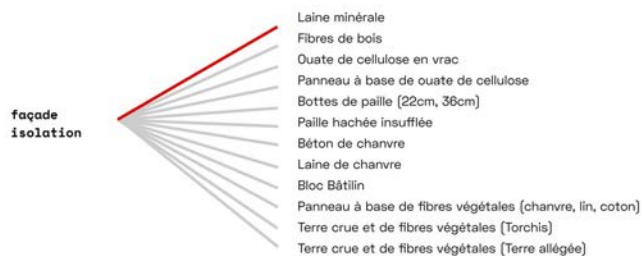 Laine minérale
Fibres de bois
Ouate de cellulose en vrac
Panneau à base de ouate de cellulose
Bottes de paille (22cm, 36cm)
façade
isolation
Paille hachée insufflée
Béton de chanvre
Laine de chanvre
Bloc Bâtilin
Panneau à base de fibres végétales (chanvre, lin, coton)
Terre crue et de fibres végétales (Torchis)
Terre crue et de fibres végétales (Terre allégée)